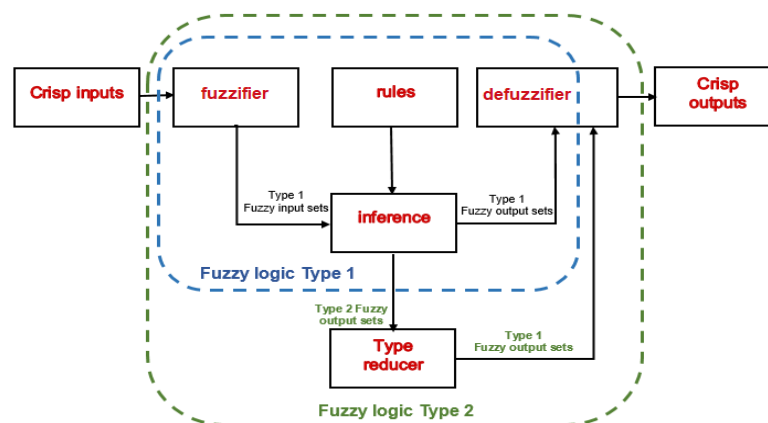 Crisp inputs
fuzzifier
rules
defuzzifier
Crisp
outputs
Type 1
Fuzzy input sets
inference
Type 1
Fuzzy output sets
Fuzzy logic Type 1
Type 2 Fuzzy
output sets
Type
reducer
Type 1
Fuzzy output sets
Fuzzy logic Type 2